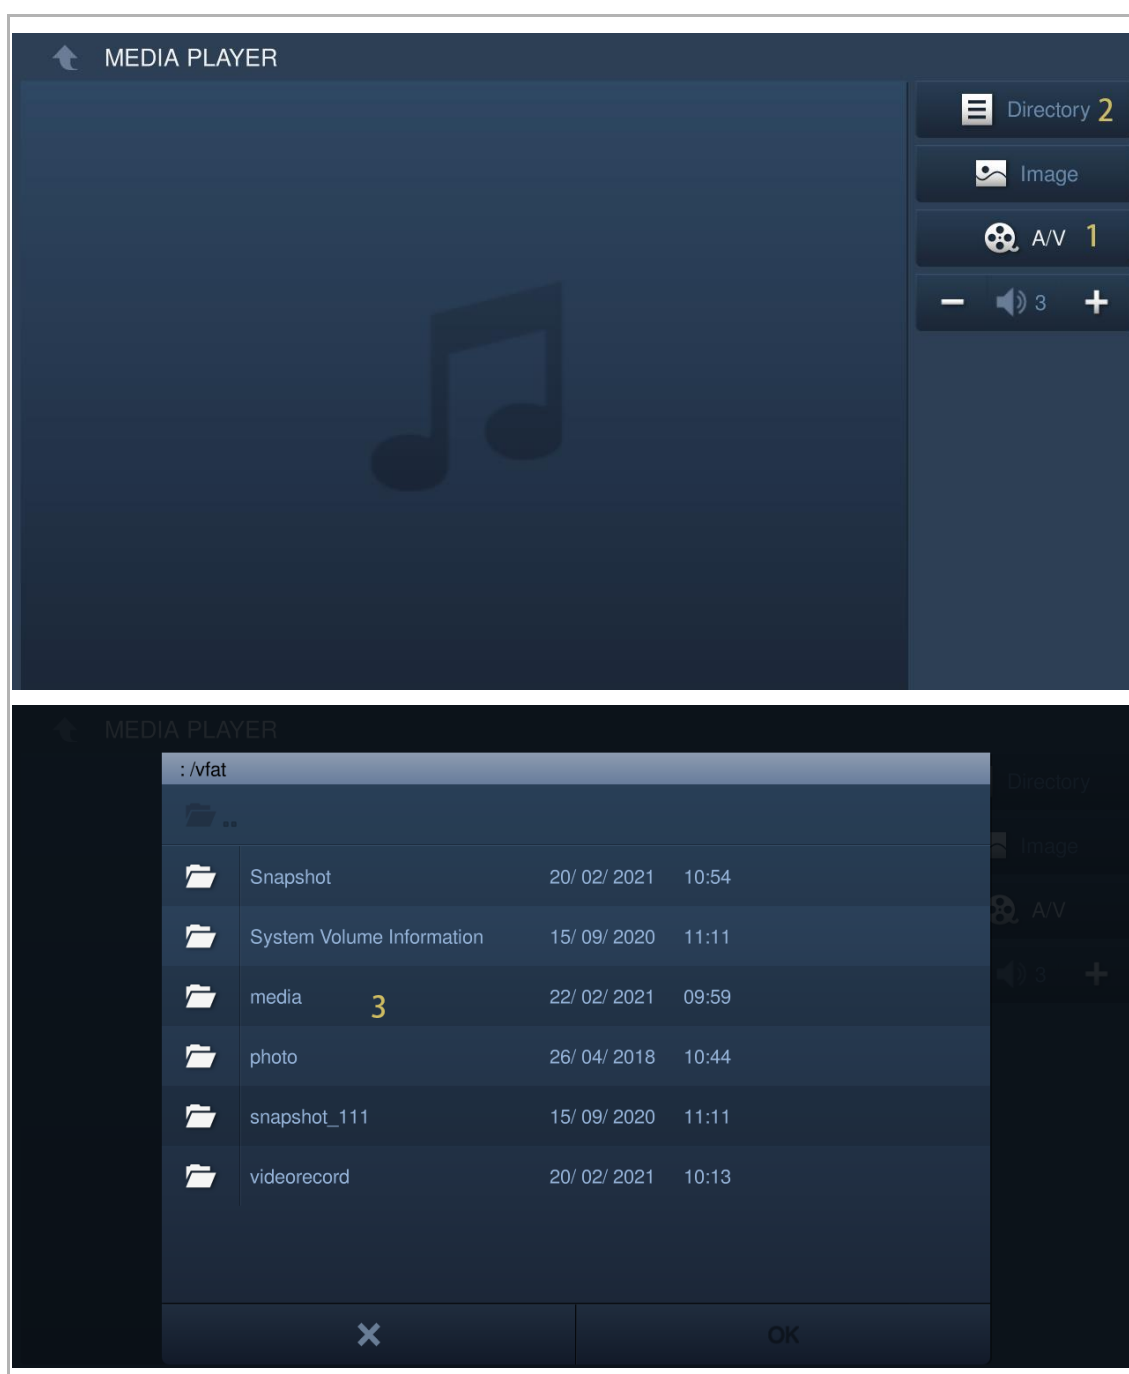 MEDIA PLAYER
Directory 2
Image
A/V 1
3
MEDIA PLAYER
: /vfat
Directory
..
Image
Snapshot 20/ 02/ 2021 10:54
A/V
System Volume Information 15/ 09/ 2020 11:11
3
media 3 22/ 02/ 2021 09:59
photo 26/ 04/ 2018 10:44
snapshot_111 15/ 09/ 2020 11:11
videorecord 20/ 02/ 2021 10:13
OK